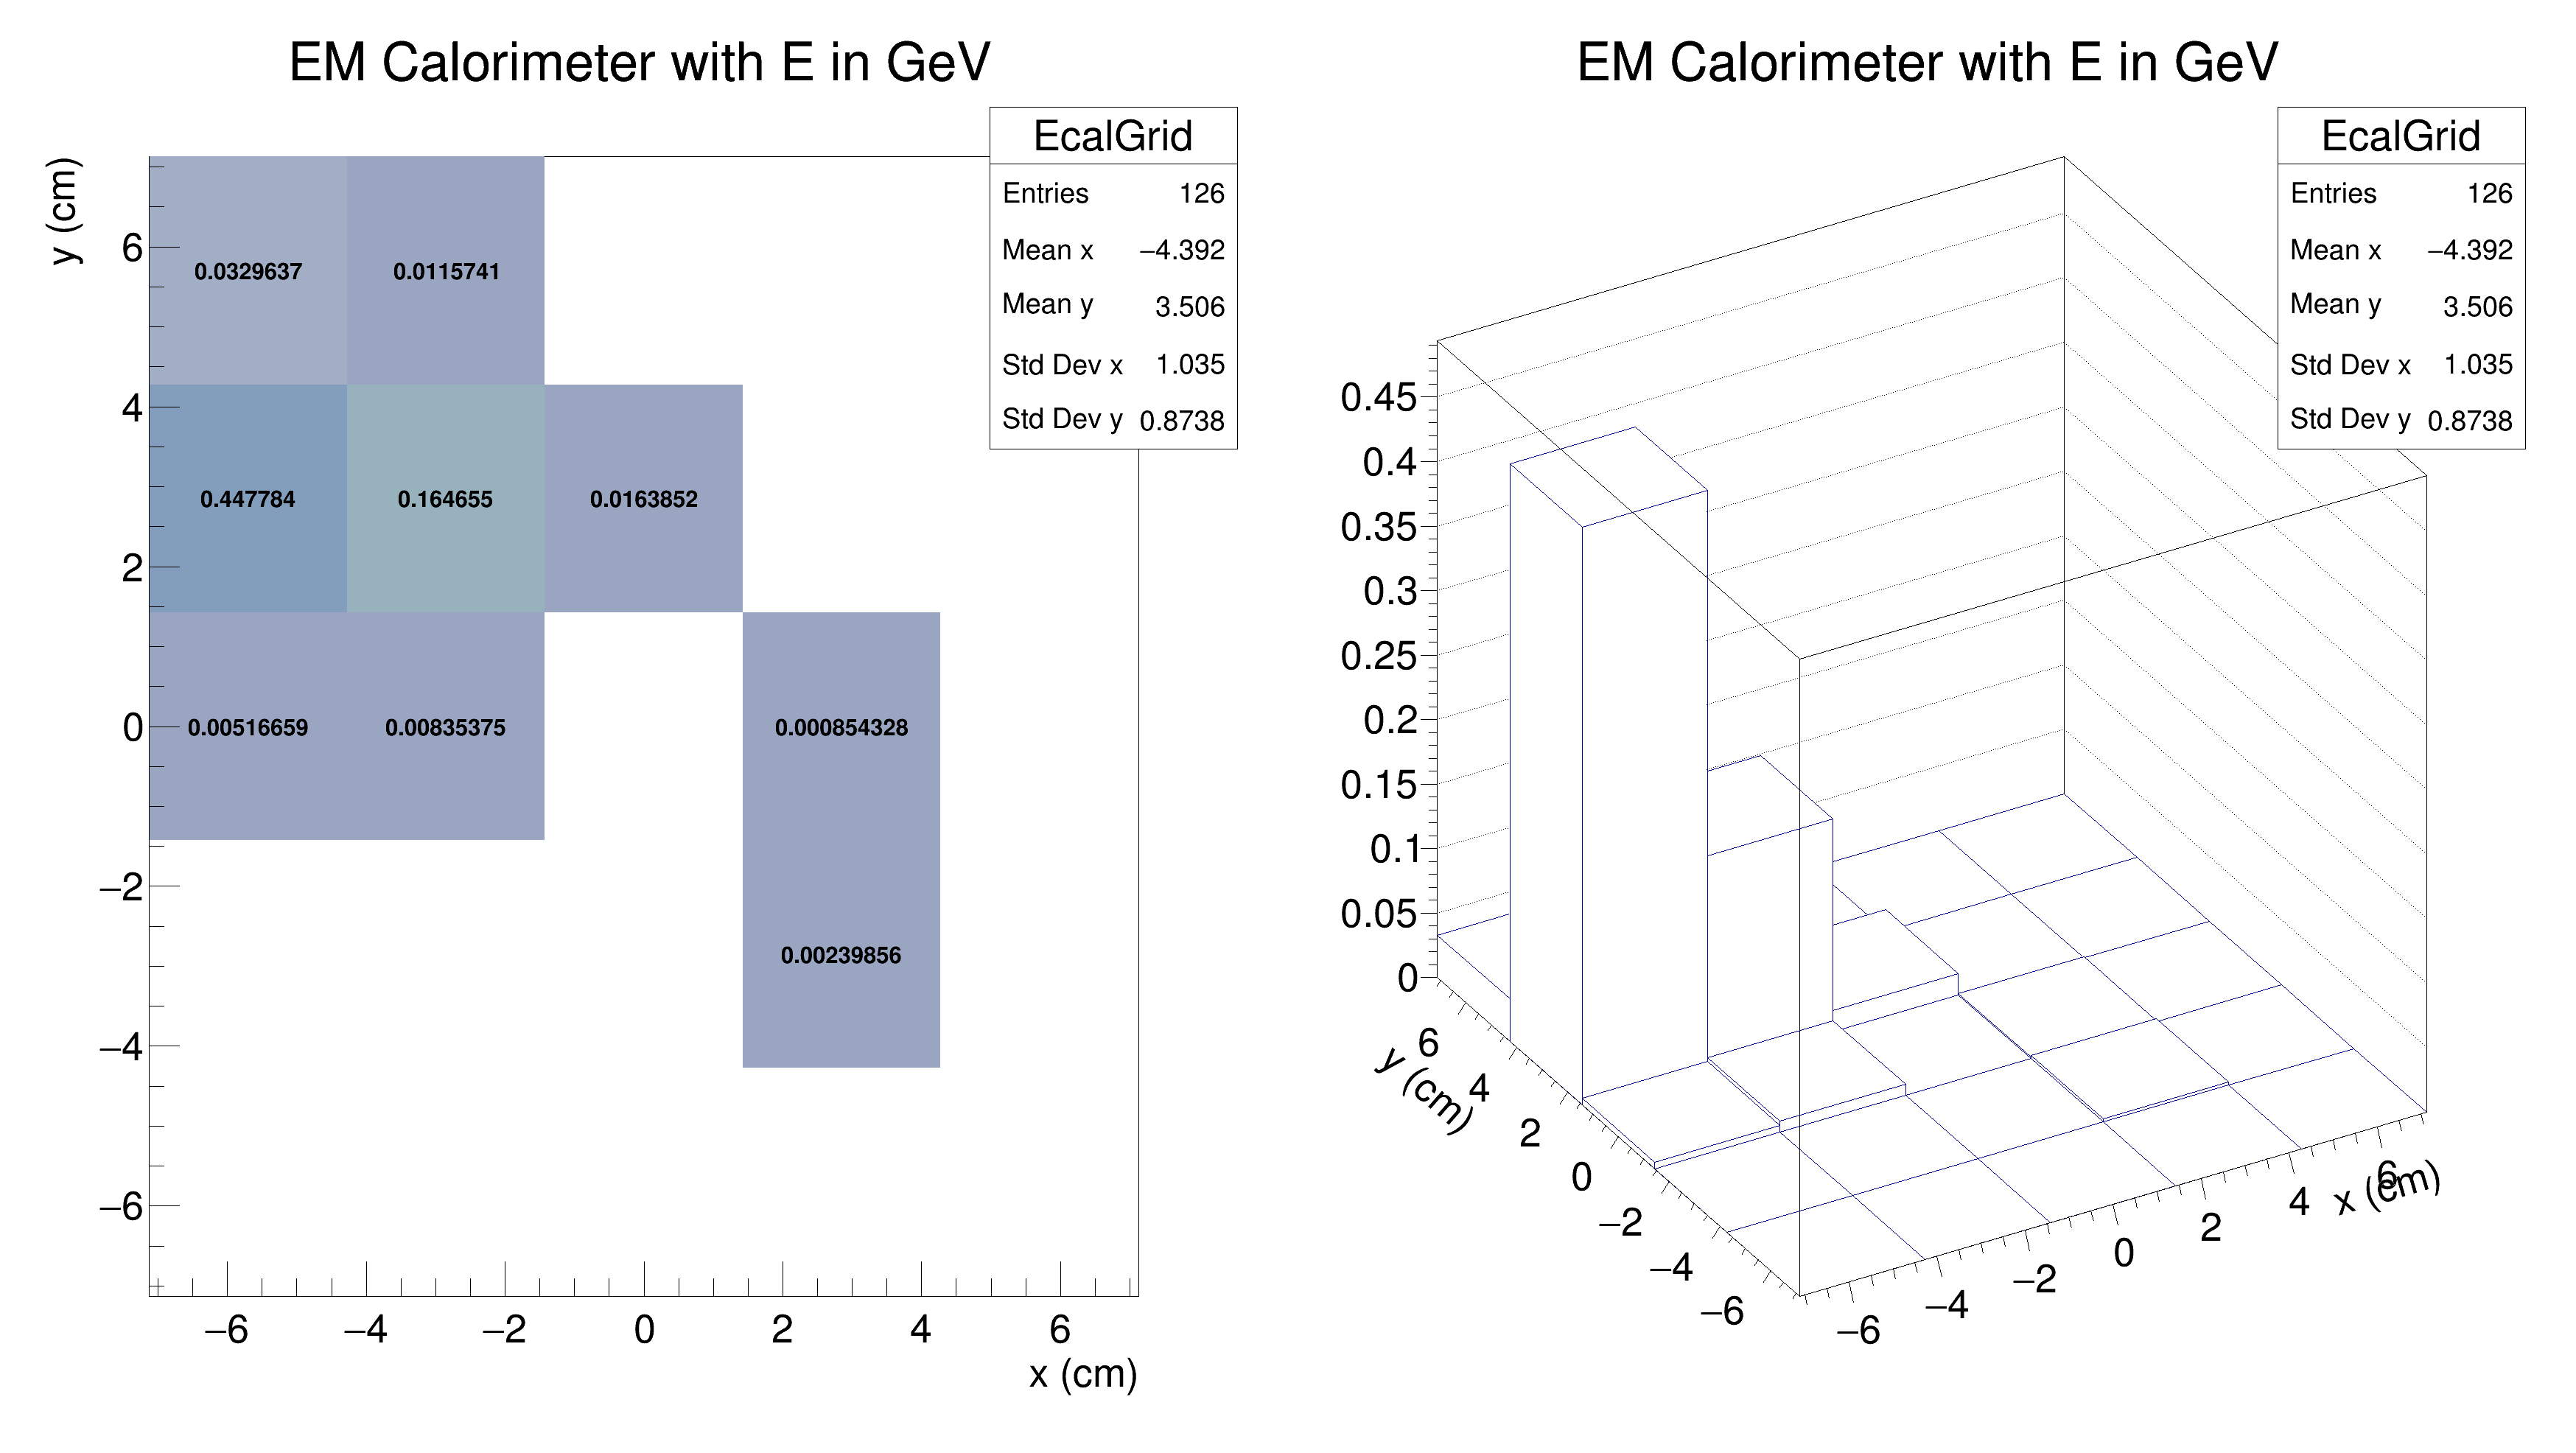 EM Calorimeter with E in GeV
EcalGrid
Entries 126
Mean x −4.392
Mean y 3.506
Std Dev x 1.035
Std Dev y 0.8738
y (cm)
6
4
2
0
−2
−4
−6
0.0329637 0.0115741
0.447784 0.164655 0.0163852
0.00516659 0.00835375 0.000854328
0.00239856
−6 −4 −2 0 2 4 6
x (cm)
EM Calorimeter with E in GeV
EcalGrid
Entries 126
Mean x −4.392
Mean y 3.506
Std Dev x 1.035
Std Dev y 0.8738
0.45
0.4
0.35
0.3
0.25
0.2
0.15
0.1
0.05
0
y (cm)
6
4
2
0
−2
−4
−6
−6 −4 −2 0 2 4 6
x (cm)